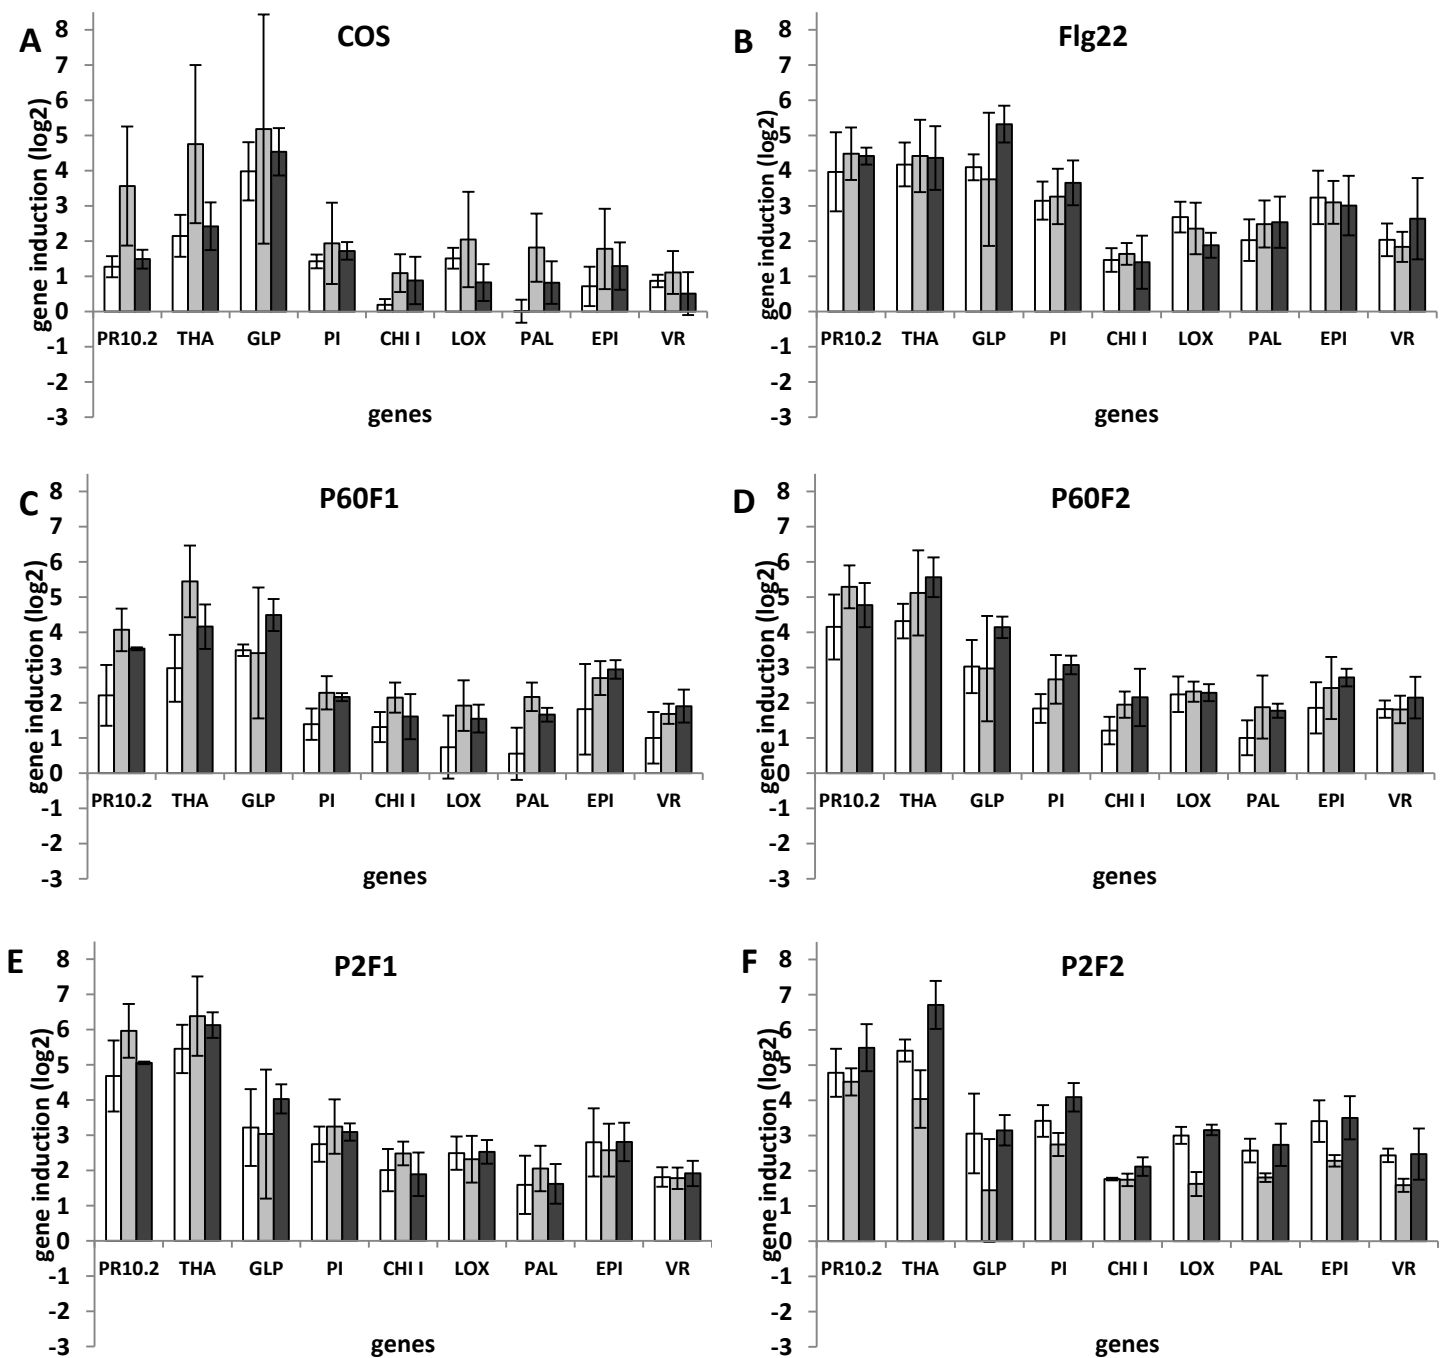 A
COS
gene induction (log2)
8
7
6
5
4
3
2
1
0
-1
-2
-3
PR10.2 THA GLP PI CHI I LOX PAL EPI VR
genes
B
Flg22
gene induction (log2)
8
7
6
5
4
3
2
1
0
-1
-2
-3
PR10.2 THA GLP PI CHI I LOX PAL EPI VR
genes
C
P60F1
gene induction (log2)
8
7
6
5
4
3
2
1
0
-1
-2
-3
PR10.2 THA GLP PI CHI I LOX PAL EPI VR
genes
D
P60F2
gene induction (log2)
8
7
6
5
4
3
2
1
0
-1
-2
-3
PR10.2 THA GLP PI CHI I LOX PAL EPI VR
genes
E
P2F1
gene induction (log2)
8
7
6
5
4
3
2
1
0
-1
-2
-3
PR10.2 THA GLP PI CHI I LOX PAL EPI VR
genes
F
P2F2
gene induction (log2)
8
7
6
5
4
3
2
1
0
-1
-2
-3
PR10.2 THA GLP PI CHI I LOX PAL EPI VR
genes